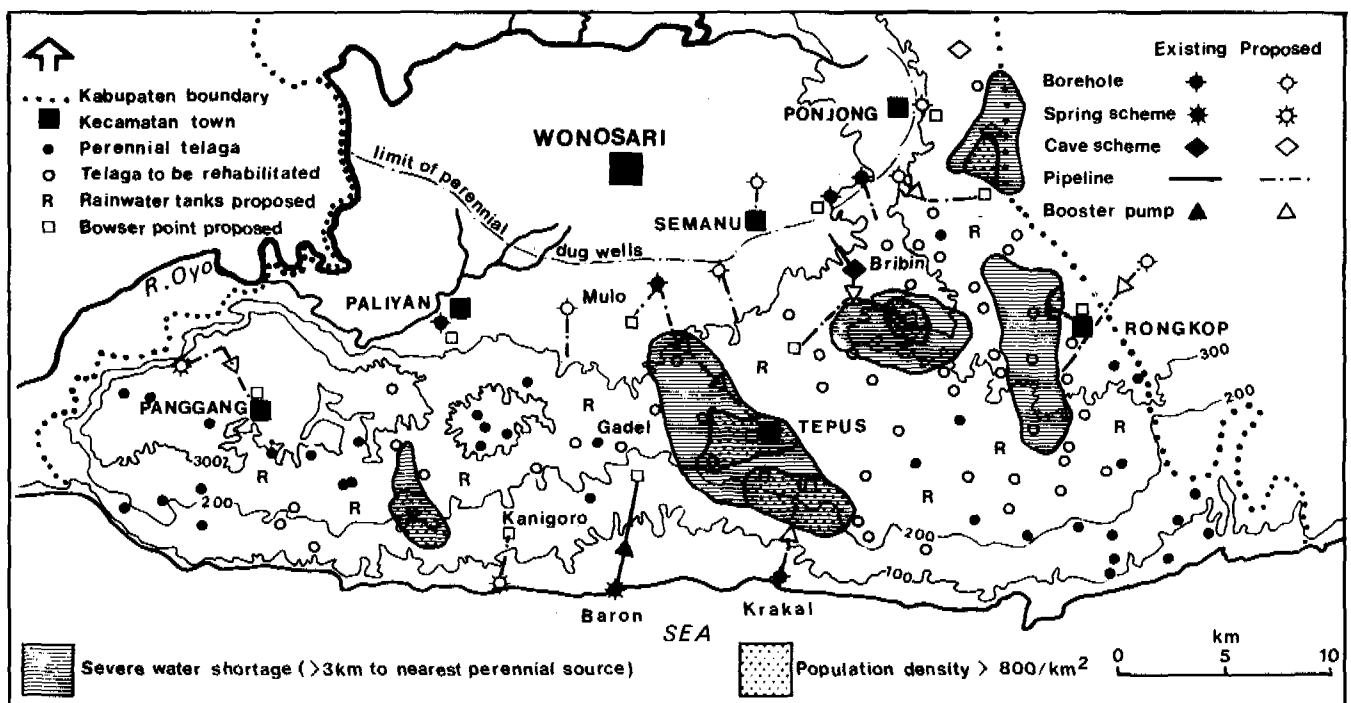 Kabupaten boundary
Kecamatan town
Perennial telaga
Telaga to be rehabilitated
R Rainwater tanks proposed
Bowser point proposed
Existing Proposed
Borehole
Spring scheme
Cave scheme
Pipeline
Booster pump
PONJONG
WONOSARI
limit of perennial
dug wells
SEMANU
R
Bribin
R. Oyo
PALIYAN
Mulo
RONGKOP
300
R
200
PANGGANG
R
Gadel
TEPUS
R
300
R
R
200
R
Kanigoro
R
200
100
Baron
Krakal
SEA
km
0 5 10
Severe water shortage (>3km to nearest perennial source)
Population density > 800/km²